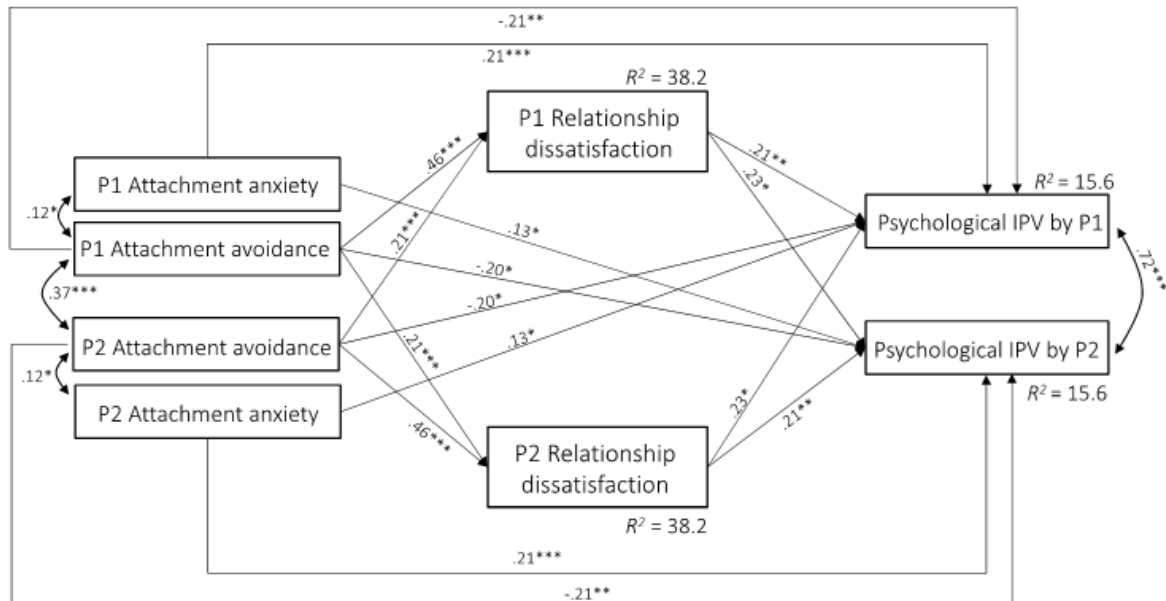 -.21**
.21***
R² = 38.2
P1 Relationship
dissatisfaction
.46***
.21***
.21**
.23*
P1 Attachment anxiety
.12*
P1 Attachment avoidance
.13*
-.20*
R² = 15.6
Psychological IPV by P1
.37***
.72***
-.20*
.13*
P2 Attachment avoidance
.12*
P2 Attachment anxiety
Psychological IPV by P2
R² = 15.6
.21***
.46***
.23*
.21**
P2 Relationship
dissatisfaction
R² = 38.2
.21***
-.21**